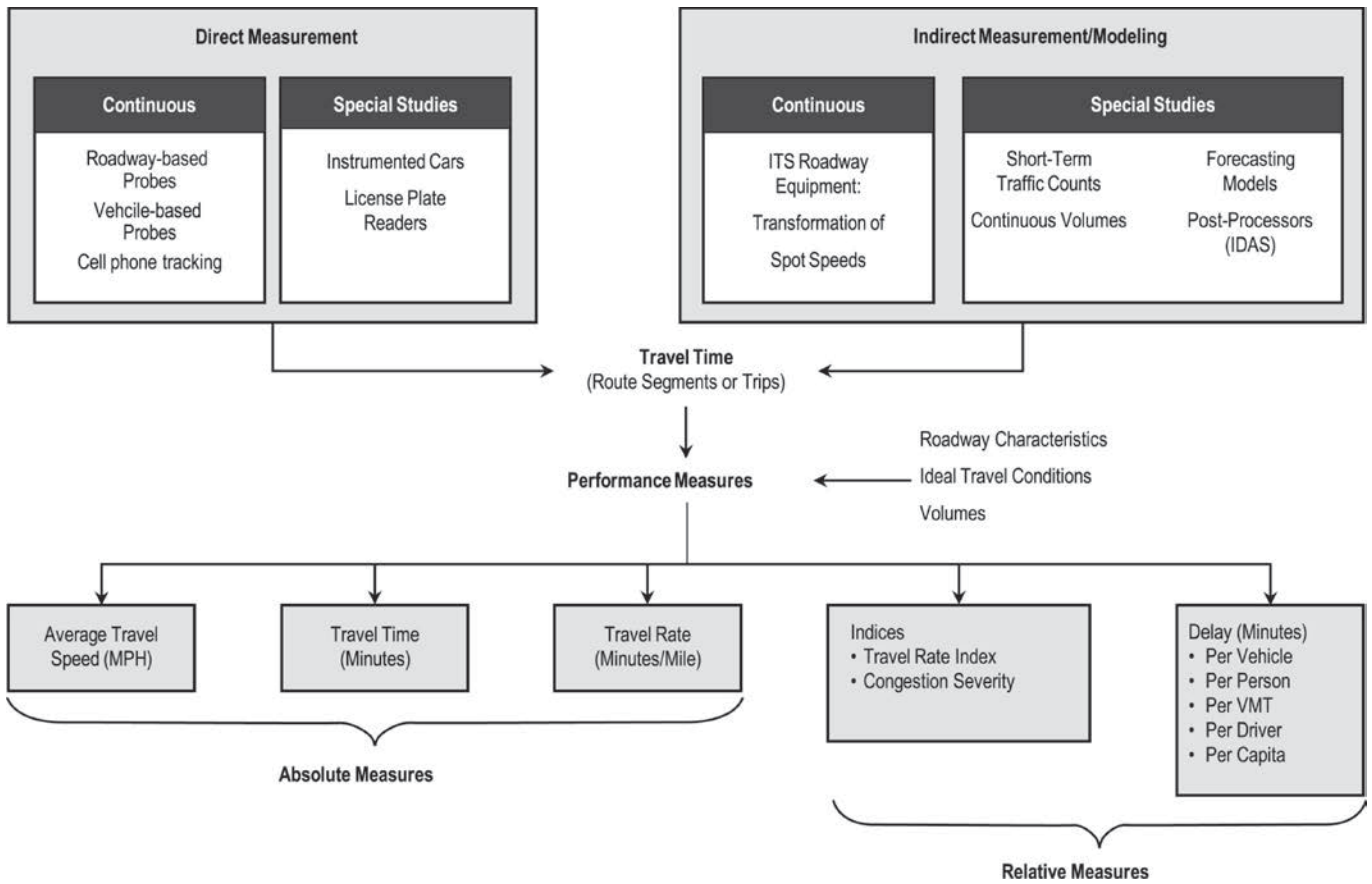 Direct Measurement
Continuous
Roadway-based
Probes
Vehcile-based
Probes
Cell phone tracking
Special Studies
Instrumented Cars
License Plate
Readers
Indirect Measurement/Modeling
Continuous
ITS Roadway
Equipment:
Transformation of
Spot Speeds
Special Studies
Short-Term
Traffic Counts
Continuous Volumes
Forecasting
Models
Post-Processors
(IDAS)
Travel Time
(Route Segments or Trips)
Performance Measures
Roadway Characteristics
Ideal Travel Conditions
Volumes
Average Travel
Speed (MPH)
Travel Time
(Minutes)
Travel Rate
(Minutes/Mile)
Indices
• Travel Rate Index
• Congestion Severity
Delay (Minutes)
• Per Vehicle
• Per Person
• Per VMT
• Per Driver
• Per Capita
Absolute Measures
Relative Measures